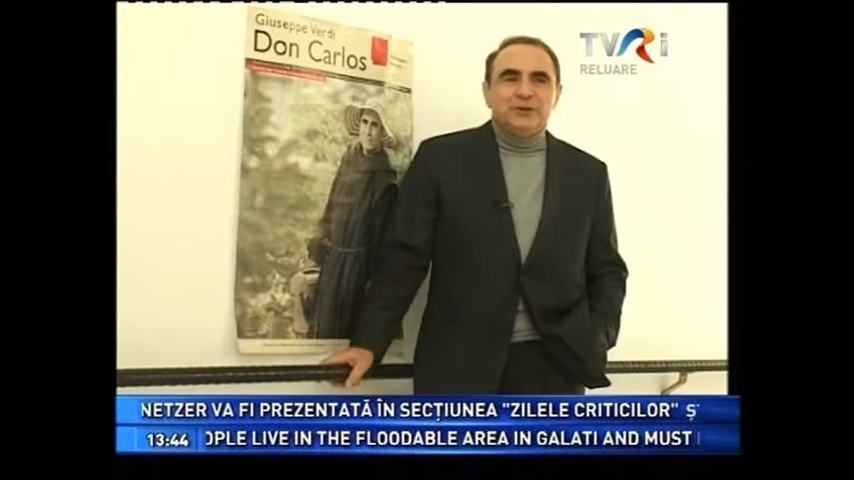 Giuseppe Verdi
Don Carlos
TVRi
RELUARE
NETZER VA FI PREZENTATĂ ÎN SECȚIUNEA "ZILELE CRITICILOR" Ș
13:44
OPLE LIVE IN THE FLOODABLE AREA IN GALATI AND MUST